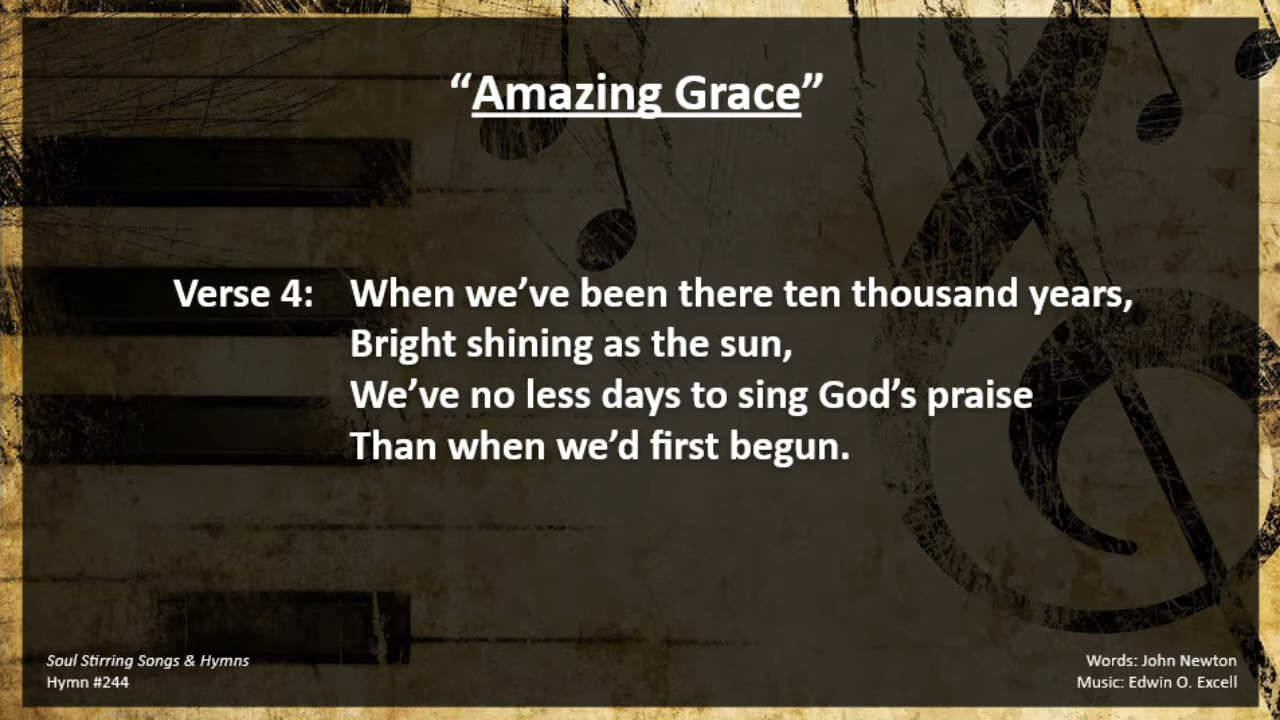 “Amazing Grace”
Verse 4: When we’ve been there ten thousand years,
Bright shining as the sun,
We’ve no less days to sing God’s praise
Than when we’d first begun.
Soul Stirring Songs & Hymns
Hymn #244
Words: John Newton
Music: Edwin O. Excell